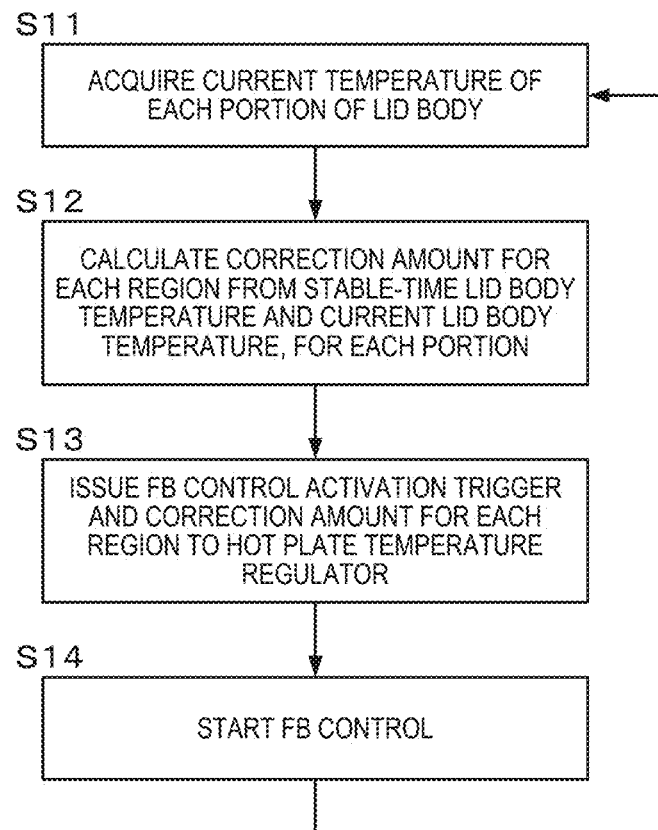 S11
ACQUIRE CURRENT TEMPERATURE OF
EACH PORTION OF LID BODY
S12
CALCULATE CORRECTION AMOUNT FOR
EACH REGION FROM STABLE-TIME LID BODY
TEMPERATURE AND CURRENT LID BODY
TEMPERATURE, FOR EACH PORTION
S13
ISSUE FB CONTROL ACTIVATION TRIGGER
AND CORRECTION AMOUNT FOR EACH
REGION TO HOT PLATE TEMPERATURE
REGULATOR
S14
START FB CONTROL